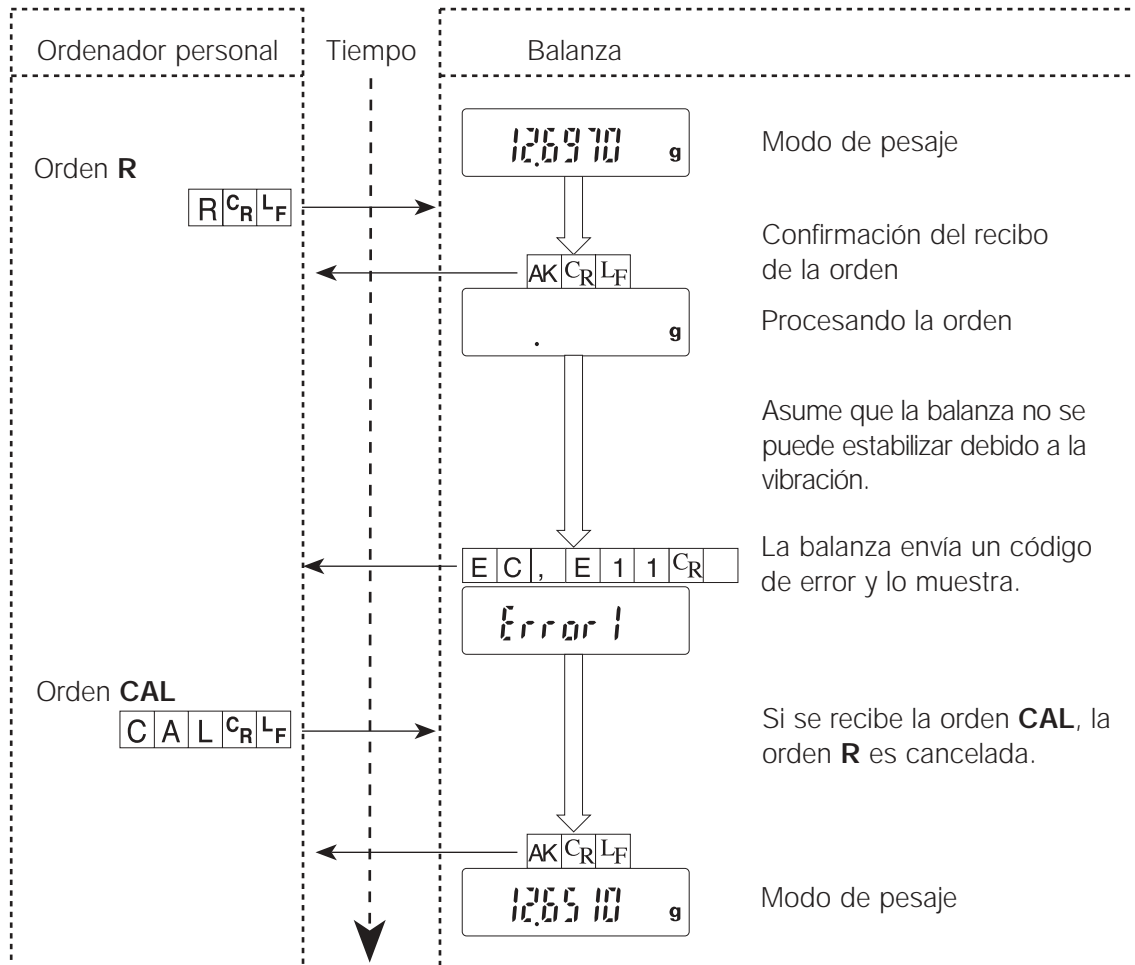 Ordenador personal
Tiempo
Balanza
12.6970 g
Modo de pesaje
Orden R
R CR LF
Confirmación del recibo
de la orden
AK CR LF
. g
Procesando la orden
Asume que la balanza no se
puede estabilizar debido a la
vibración.
E C , E 1 1 CR
La balanza envía un código
de error y lo muestra.
Error 1
Orden CAL
C A L CR LF
Si se recibe la orden CAL, la
orden R es cancelada.
AK CR LF
12.6510 g
Modo de pesaje